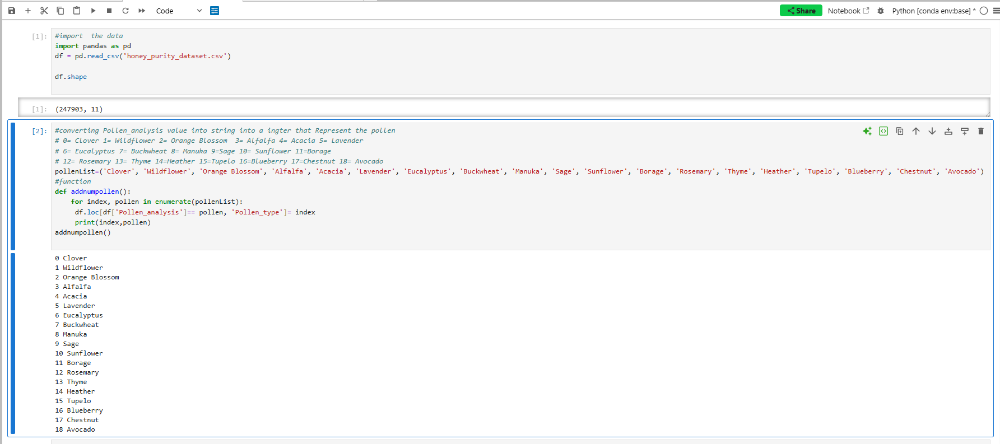 Code
Share
Notebook
Python [conda env:base] *
[1]:
#import  the data
import pandas as pd
df = pd.read_csv('honey_purity_dataset.csv')
df.shape
[1]: (247903, 11)
[2]:
#converting Pollen_analysis value into string into a ingter that Represent the pollen
# 0= Clover 1= Wildflower 2= Orange Blossom  3= Alfalfa 4= Acacia 5= Lavender
# 6= Eucalyptus 7= Buckwheat 8= Manuka 9=Sage 10= Sunflower 11=Borage
# 12= Rosemary 13= Thyme 14=Heather 15=Tupelo 16=Blueberry 17=Chestnut 18= Avocado
pollenList=('Clover', 'Wildflower', 'Orange Blossom', 'Alfalfa', 'Acacia', 'Lavender', 'Eucalyptus', 'Buckwheat', 'Manuka', 'Sage', 'Sunflower', 'Borage', 'Rosemary', 'Thyme', 'Heather', 'Tupelo', 'Blueberry', 'Chestnut', 'Avocado')
#function
def addnumpollen():
    for index, pollen in enumerate(pollenList):
     df.loc[df['Pollen_analysis']== pollen, 'Pollen_type']= index
     print(index,pollen)
addnumpollen()
0 Clover
1 Wildflower
2 Orange Blossom
3 Alfalfa
4 Acacia
5 Lavender
6 Eucalyptus
7 Buckwheat
8 Manuka
9 Sage
10 Sunflower
11 Borage
12 Rosemary
13 Thyme
14 Heather
15 Tupelo
16 Blueberry
17 Chestnut
18 Avocado